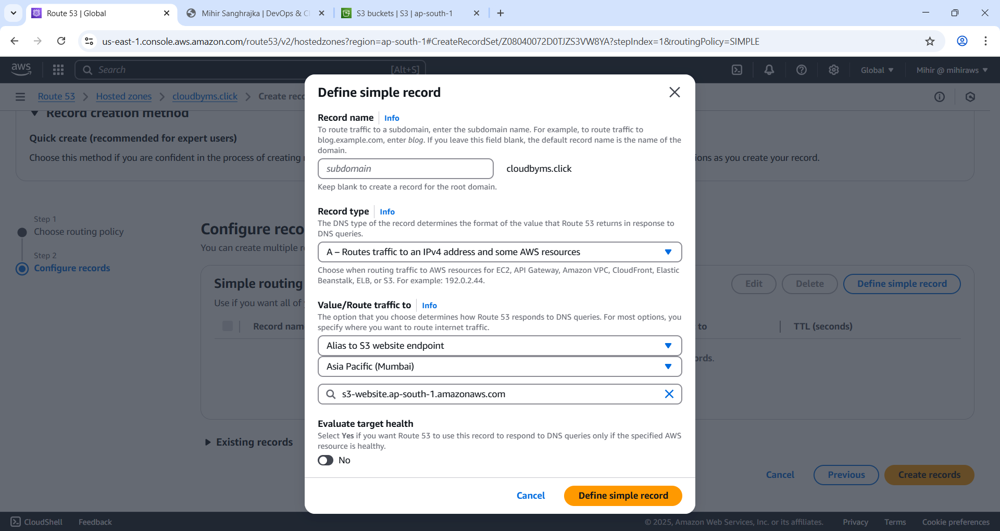 Route 53 | Global
Mihir Sanghrajka | DevOps & Cl
S3 buckets | S3 | ap-south-1
us-east-1.console.aws.amazon.com/route53/v2/hostedzones?region=ap-south-1#CreateRecordSet/Z08040072D0TJZS3VW8YA?stepIndex=1&routingPolicy=SIMPLE
aws
Search
[Alt+S]
Global
Mihir @ mihiraws
Route 53
Hosted zones
cloudbyms.click
Create reco
Record creation method
Quick create (recommended for expert users)
Choose this method if you are confident in the process of creating
ions as you create your record.
Step 1
Choose routing policy
Step 2
Configure records
Configure reco
You can create multiple r
Simple routing
Use if you want all of
Edit
Delete
Define simple record
Record nam
to
TTL (seconds)
ords.
Existing records
Cancel
Previous
Create records
Define simple record
Record name
Info
To route traffic to a subdomain, enter the subdomain name. For example, to route traffic to
blog.example.com, enter blog. If you leave this field blank, the default record name is the name of the
domain.
subdomain
cloudbyms.click
Keep blank to create a record for the root domain.
Record type
Info
The DNS type of the record determines the format of the value that Route 53 returns in response to
DNS queries.
A – Routes traffic to an IPv4 address and some AWS resources
Choose when routing traffic to AWS resources for EC2, API Gateway, Amazon VPC, CloudFront, Elastic
Beanstalk, ELB, or S3. For example: 192.0.2.44.
Value/Route traffic to
Info
The option that you choose determines how Route 53 responds to DNS queries. For most options, you
specify where you want to route internet traffic.
Alias to S3 website endpoint
Asia Pacific (Mumbai)
s3-website.ap-south-1.amazonaws.com
Evaluate target health
Select Yes if you want Route 53 to use this record to respond to DNS queries only if the specified AWS
resource is healthy.
No
Cancel
Define simple record
CloudShell
Feedback
© 2025, Amazon Web Services, Inc. or its affiliates.
Privacy
Terms
Cookie preferences